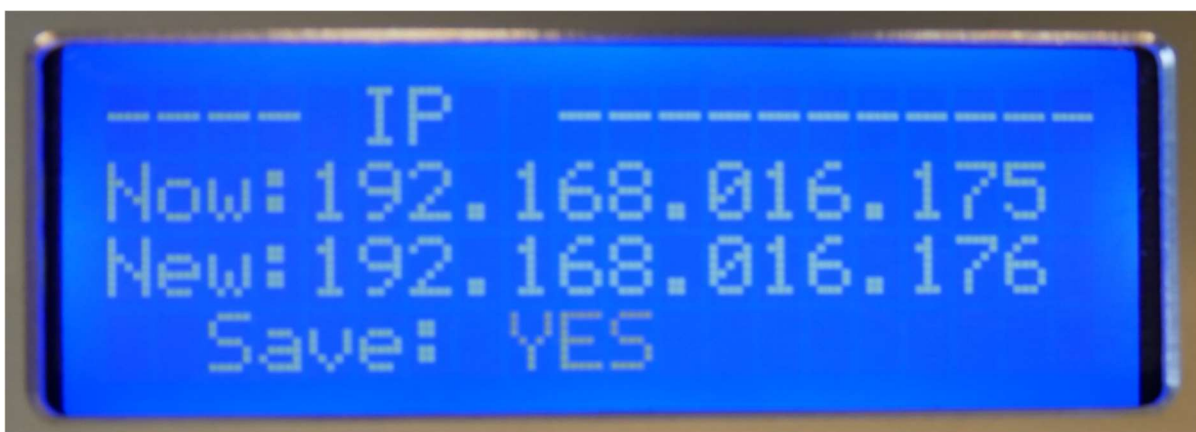 ---- IP -----------
Now:192.168.016.175
New:192.168.016.176
Save: YES